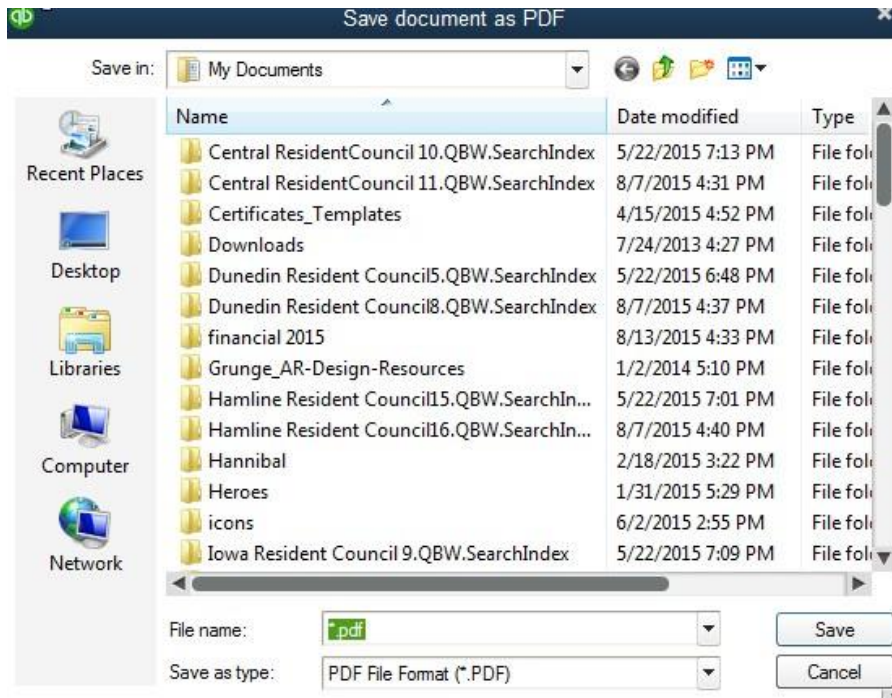 qb Save document as PDF
Save in: My Documents
Name Date modified Type
Recent Places
Desktop
Libraries
Computer
Network
Central ResidentCouncil 10.QBW.SearchIndex 5/22/2015 7:13 PM File fol
Central ResidentCouncil 11.QBW.SearchIndex 8/7/2015 4:31 PM File fol
Certificates_Templates 4/15/2015 4:52 PM File fol
Downloads 7/24/2013 4:27 PM File fol
Dunedin Resident Council5.QBW.SearchIndex 5/22/2015 6:48 PM File fol
Dunedin Resident Council8.QBW.SearchIndex 8/7/2015 4:37 PM File fol
financial 2015 8/13/2015 4:33 PM File fol
Grunge_AR-Design-Resources 1/2/2014 5:10 PM File fol
Hamline Resident Council15.QBW.SearchIn... 5/22/2015 7:01 PM File fol
Hamline Resident Council16.QBW.SearchIn... 8/7/2015 4:40 PM File fol
Hannibal 2/18/2015 3:22 PM File fol
Heroes 1/31/2015 5:29 PM File fol
icons 6/2/2015 2:55 PM File fol
Iowa Resident Council 9.QBW.SearchIndex 5/22/2015 7:09 PM File fol
File name: *.pdf Save
Save as type: PDF File Format (*.PDF) Cancel